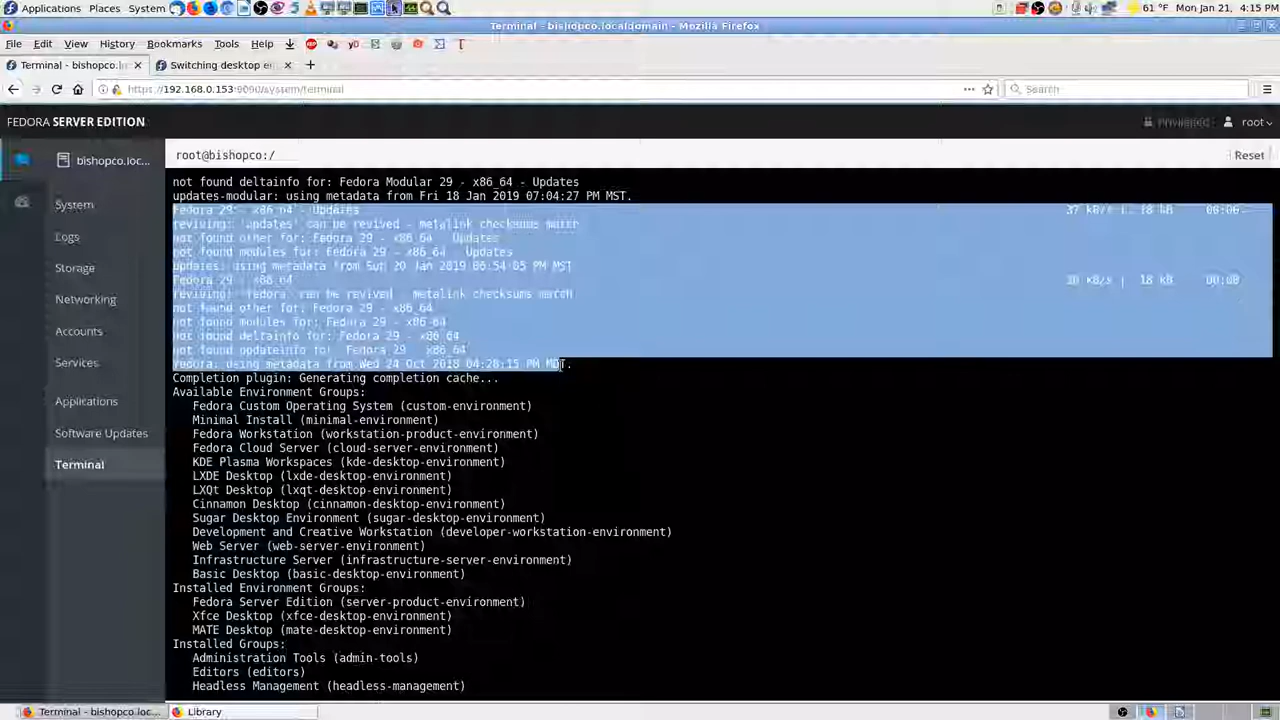 Applications Places System 61 °F Mon Jan 21, 4:15 PM
Terminal - bishopco.localdomain - Mozilla Firefox
File Edit View History Bookmarks Tools Help
Terminal - bishopco.l × Switching desktop en × +
https://192.168.0.153:9090/system/terminal Search
FEDORA SERVER EDITION Privileged root
bishopco.loc... root@bishopco:/ Reset
System
Logs
Storage
Networking
Accounts
Services
Applications
Software Updates
Terminal
not found deltainfo for: Fedora Modular 29 - x86_64 - Updates
updates-modular: using metadata from Fri 18 Jan 2019 07:04:27 PM MST.
Fedora 29 - x86_64 - Updates 37 kB/s | 18 kB 00:00
reviving: 'updates' can be revived - metalink checksums match
not found other for: Fedora 29 - x86_64 - Updates
not found modules for: Fedora 29 - x86_64 - Updates
updates: using metadata from Sun 20 Jan 2019 06:54:05 PM MST
Fedora 29 - x86_64 kB/s | 18 kB 00:00
reviving: 'fedora' can be revived - metalink checksums match
not found other for: Fedora 29 - x86_64
not found modules for: Fedora 29 - x86_64
not found deltainfo for: Fedora 29 - x86_64
not found updateinfo for: Fedora 29 - x86_64
fedora: using metadata from Wed 24 Oct 2018 04:28:15 PM MDT.
Completion plugin: Generating completion cache...
Available Environment Groups:
Fedora Custom Operating System (custom-environment)
Minimal Install (minimal-environment)
Fedora Workstation (workstation-product-environment)
Fedora Cloud Server (cloud-server-environment)
KDE Plasma Workspaces (kde-desktop-environment)
LXDE Desktop (lxde-desktop-environment)
LXQt Desktop (lxqt-desktop-environment)
Cinnamon Desktop (cinnamon-desktop-environment)
Sugar Desktop Environment (sugar-desktop-environment)
Development and Creative Workstation (developer-workstation-environment)
Web Server (web-server-environment)
Infrastructure Server (infrastructure-server-environment)
Basic Desktop (basic-desktop-environment)
Installed Environment Groups:
Fedora Server Edition (server-product-environment)
Xfce Desktop (xfce-desktop-environment)
MATE Desktop (mate-desktop-environment)
Installed Groups:
Administration Tools (admin-tools)
Editors (editors)
Headless Management (headless-management)
Terminal - bishopco.loc... Library